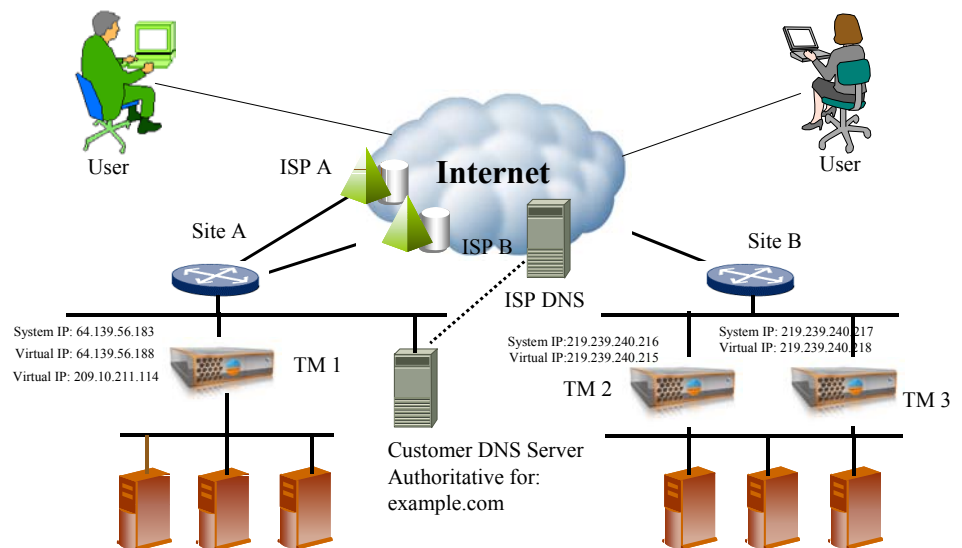 User
User
ISP A
Internet
Site A
ISP B
Site B
ISP DNS
System IP: 64.139.56.183
Virtual IP: 64.139.56.188
Virtual IP: 209.10.211.114
TM 1
System IP:219.239.240.216
Virtual IP:219.239.240.215
TM 2
System IP: 219.239.240.217
Virtual IP: 219.239.240.218
TM 3
Customer DNS Server
Authoritative for:
example.com